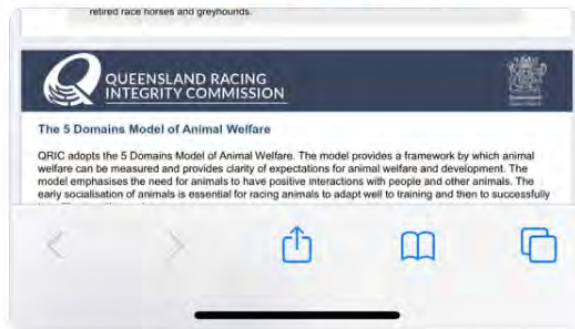 retired race horses and greyhounds.
QUEENSLAND RACING
INTEGRITY COMMISSION
The 5 Domains Model of Animal Welfare
QRIC adopts the 5 Domains Model of Animal Welfare. The model provides a framework by which animal
welfare can be measured and provides clarity of expectations for animal welfare and development. The
model emphasises the need for animals to have positive interactions with people and other animals. The
early socialisation of animals is essential for racing animals to adapt well to training and then to successfully